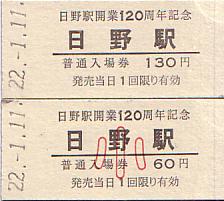 日野駅開業120周年記念
日野駅
普通入場券 130円
発売当日1回限り有効
22.-1.11
日野駅開業120周年記念
日野駅
普通入場券 60円
小
発売当日1回限り有効
22.-1.11